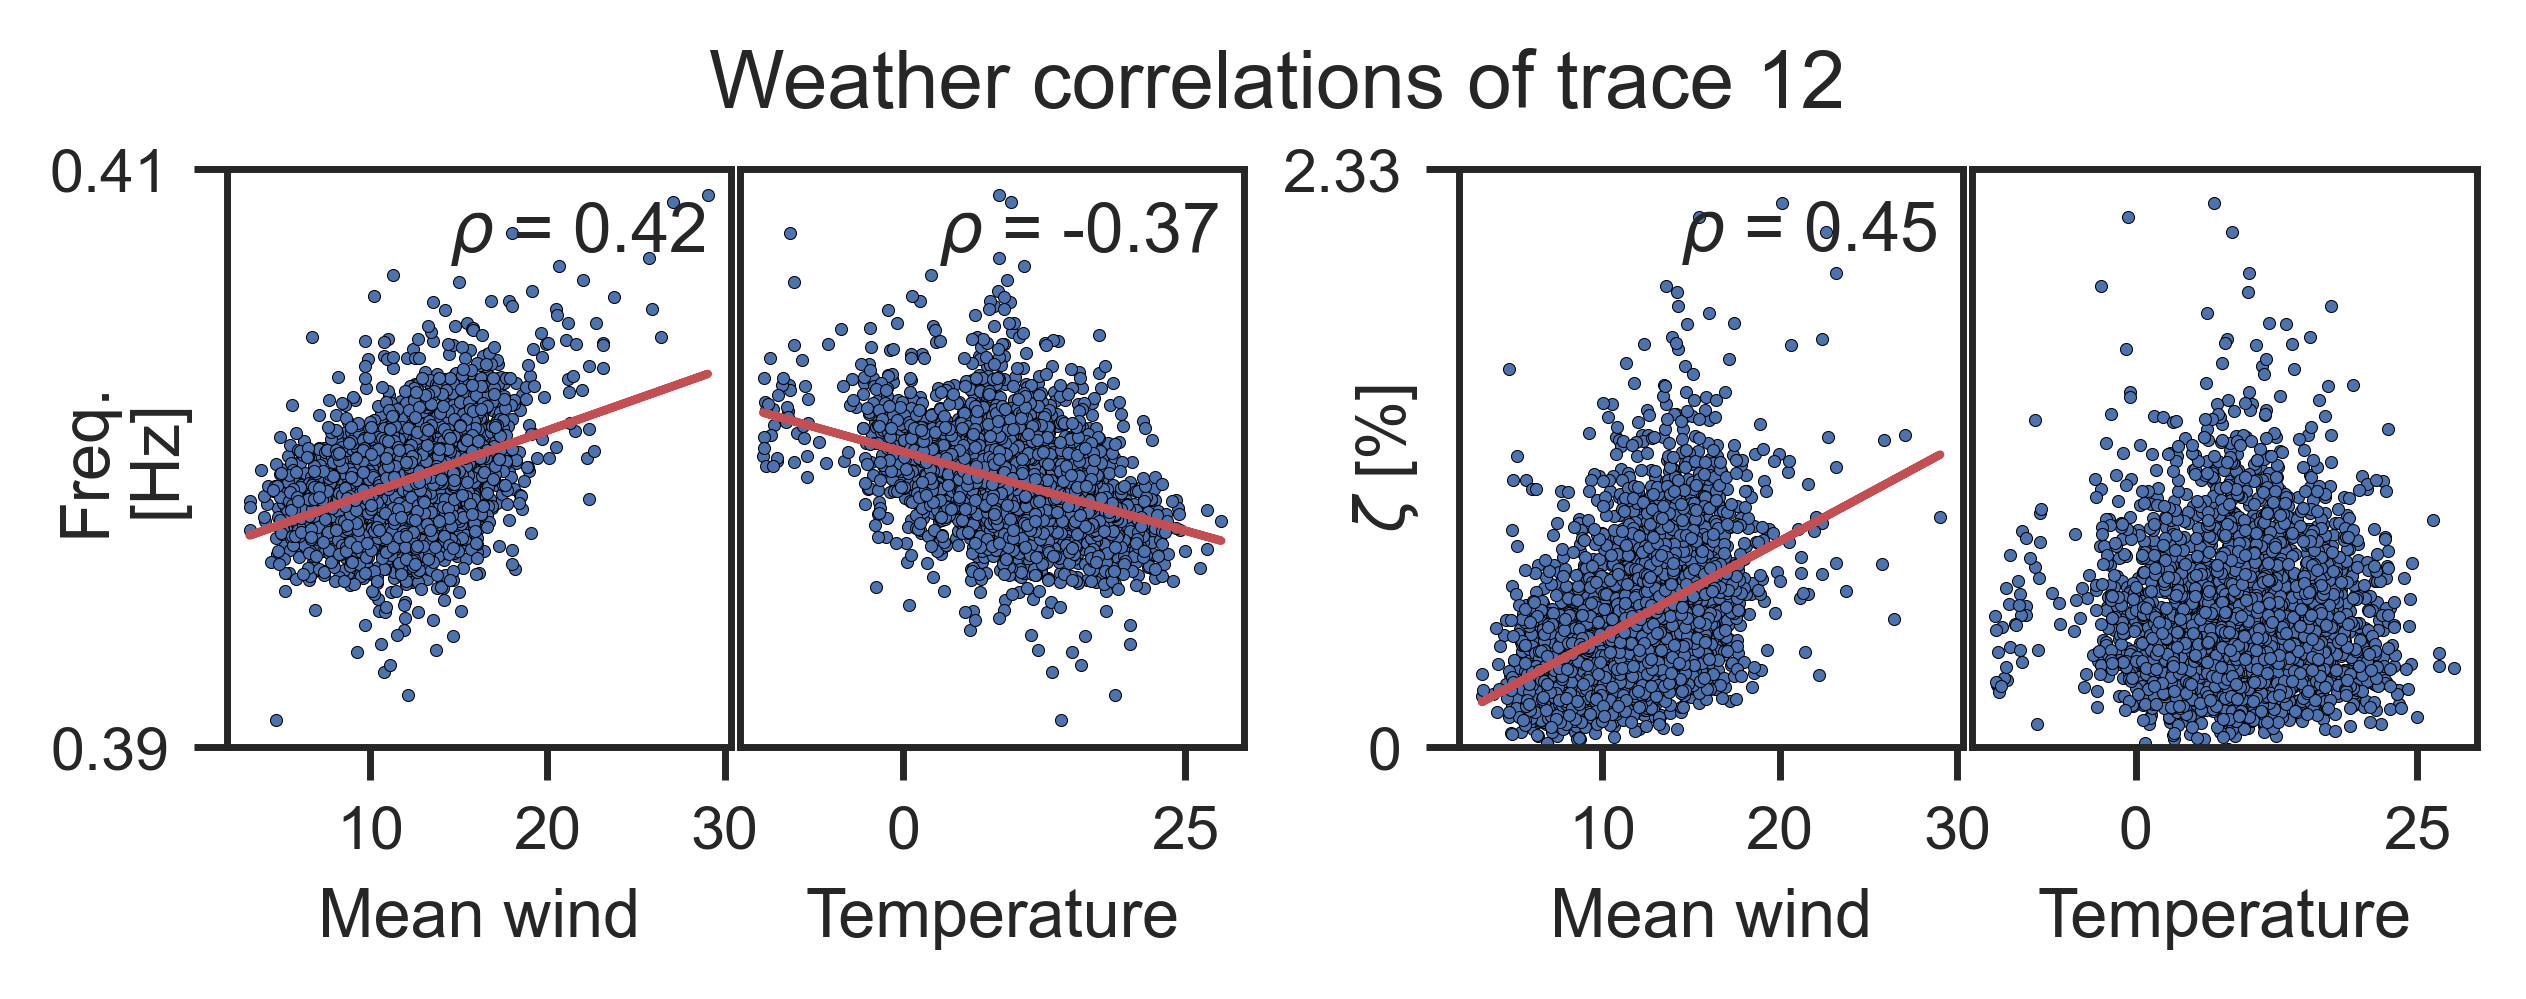 Weather correlations of trace 12
0.41
Freq.
[Hz]
0.39
ρ = 0.42
10 20 30
Mean wind
ρ = -0.37
0 25
Temperature
2.33
ζ [%]
0
ρ = 0.45
10 20 30
Mean wind
0 25
Temperature